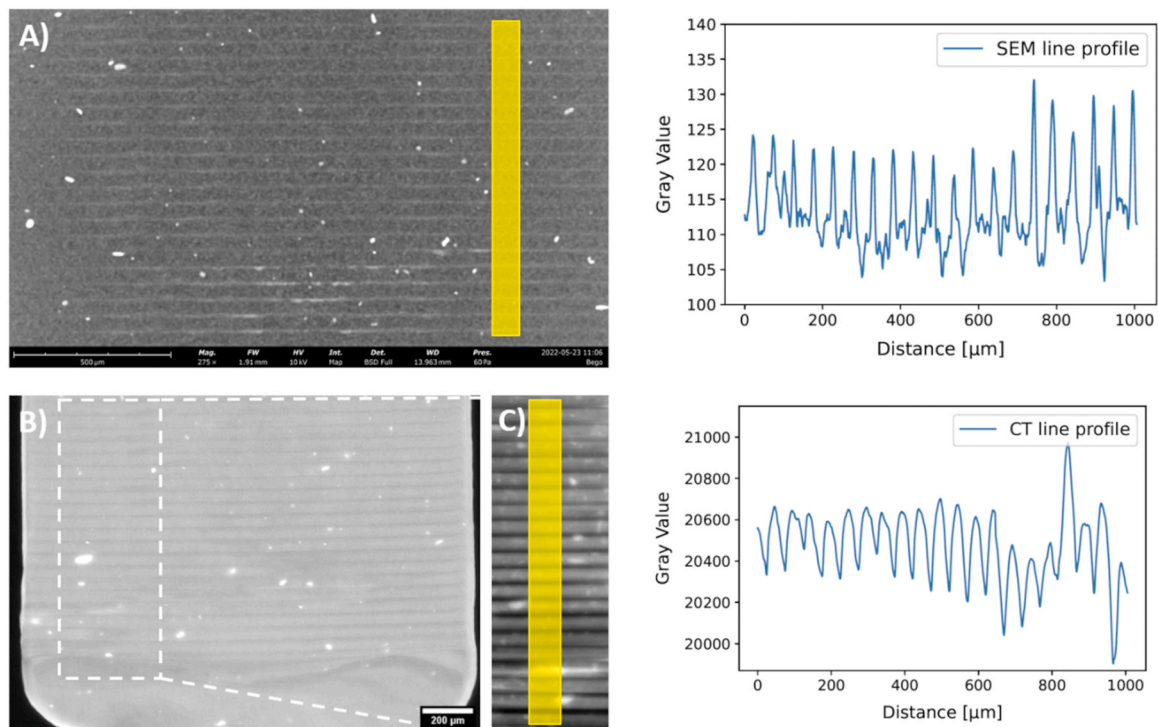 A)
500 µm
Mag. FW HV Int. Det. WD Pres. 2022-05-23 11:06
275 × 1.91 mm 10 kV Map BSD Full 13.963 mm 60 Pa Bego
SEM line profile
140
135
130
125
120
115
110
105
100
Gray Value
0 200 400 600 800 1000
Distance [µm]
B)
200 µm
C)
CT line profile
21000
20800
20600
20400
20200
20000
Gray Value
0 200 400 600 800 1000
Distance [µm]